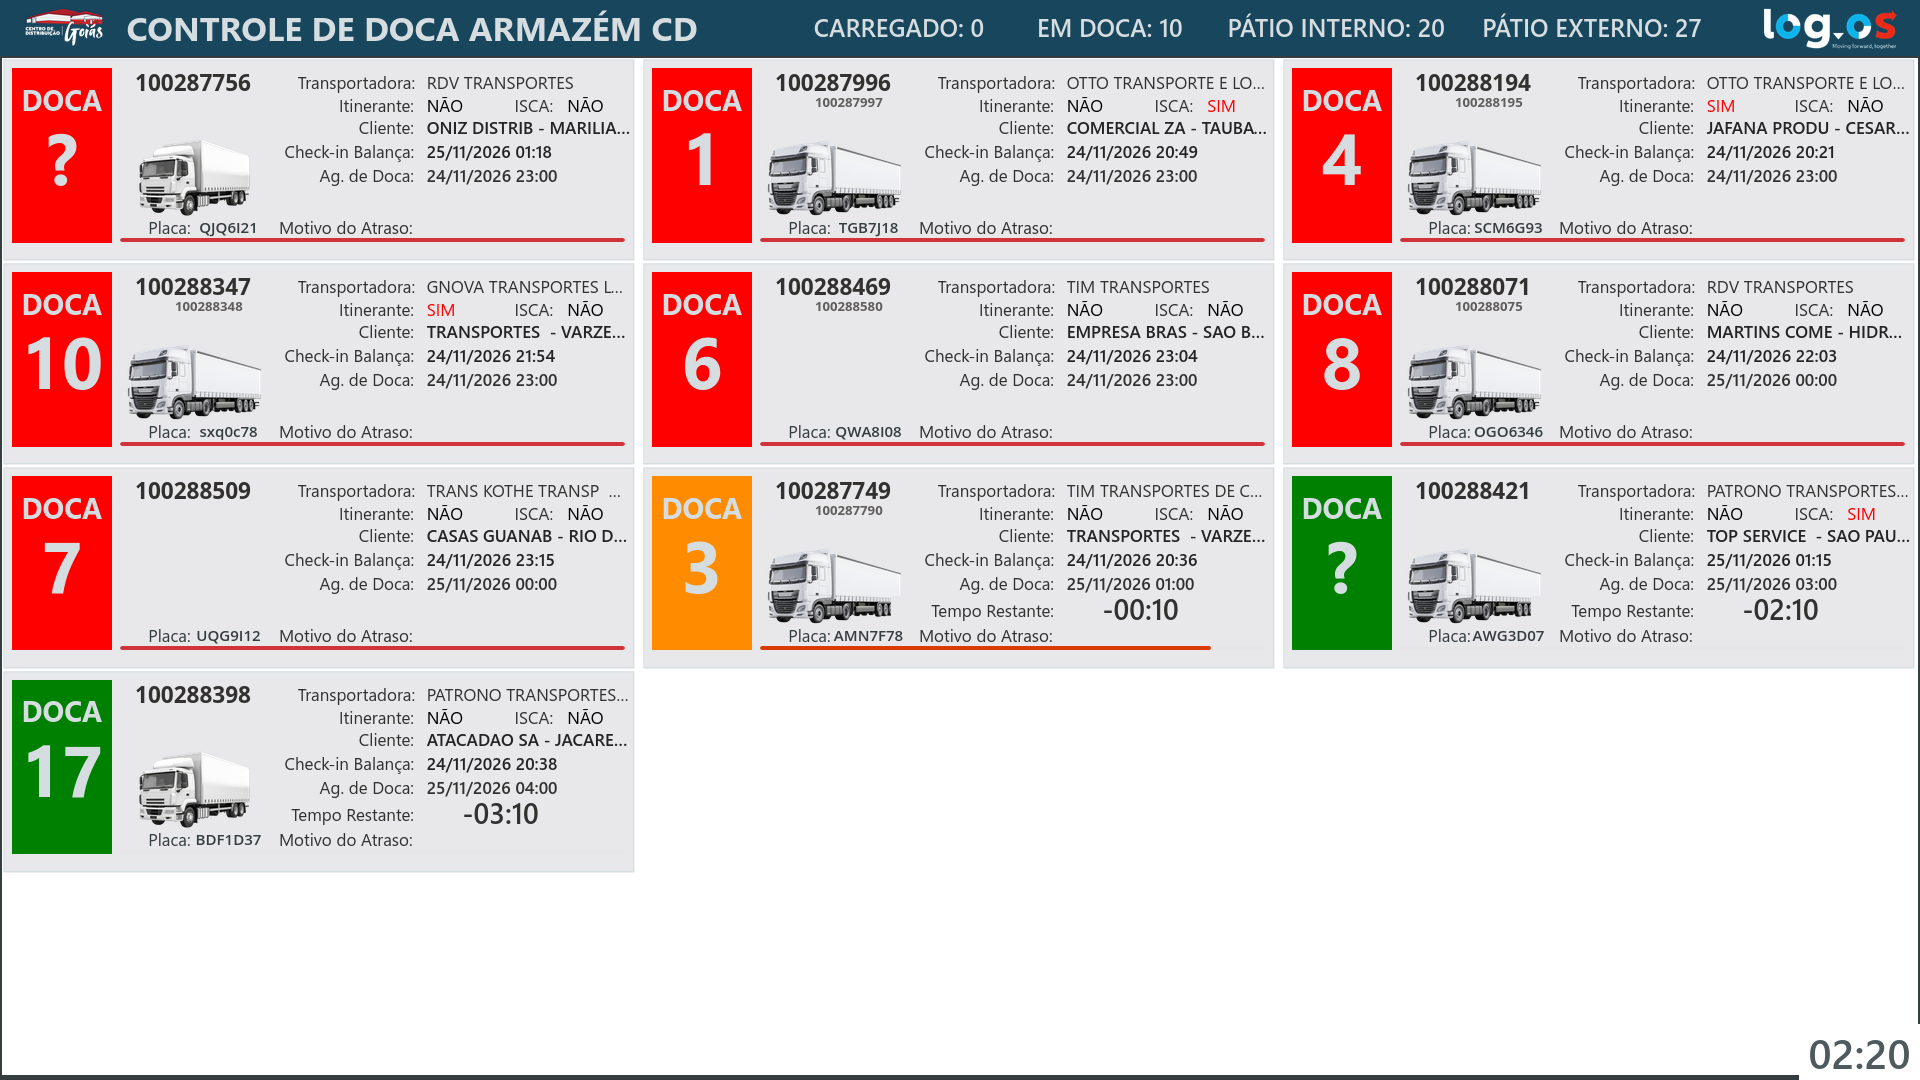 CENTRO DE DISTRIBUIÇÃO Goiás
CONTROLE DE DOCA ARMAZÉM CD
CARREGADO: 0 EM DOCA: 10 PÁTIO INTERNO: 20 PÁTIO EXTERNO: 27
log.os
Moving forward, together
DOCA
?
100287756
Transportadora: RDV TRANSPORTES
Itinerante: NÃO ISCA: NÃO
Cliente: ONIZ DISTRIB - MARILIA...
Check-in Balança: 25/11/2026 01:18
Ag. de Doca: 24/11/2026 23:00
Placa: QJQ6I21 Motivo do Atraso:
DOCA
1
100287996
100287997
Transportadora: OTTO TRANSPORTE E LO...
Itinerante: NÃO ISCA: SIM
Cliente: COMERCIAL ZA - TAUBA...
Check-in Balança: 24/11/2026 20:49
Ag. de Doca: 24/11/2026 23:00
Placa: TGB7J18 Motivo do Atraso:
DOCA
4
100288194
100288195
Transportadora: OTTO TRANSPORTE E LO...
Itinerante: SIM ISCA: NÃO
Cliente: JAFANA PRODU - CESAR...
Check-in Balança: 24/11/2026 20:21
Ag. de Doca: 24/11/2026 23:00
Placa: SCM6G93 Motivo do Atraso:
DOCA
10
100288347
100288348
Transportadora: GNOVA TRANSPORTES L...
Itinerante: SIM ISCA: NÃO
Cliente: TRANSPORTES - VARZE...
Check-in Balança: 24/11/2026 21:54
Ag. de Doca: 24/11/2026 23:00
Placa: sxq0c78 Motivo do Atraso:
DOCA
6
100288469
100288580
Transportadora: TIM TRANSPORTES
Itinerante: NÃO ISCA: NÃO
Cliente: EMPRESA BRAS - SAO B...
Check-in Balança: 24/11/2026 23:04
Ag. de Doca: 24/11/2026 23:00
Placa: QWA8I08 Motivo do Atraso:
DOCA
8
100288071
100288075
Transportadora: RDV TRANSPORTES
Itinerante: NÃO ISCA: NÃO
Cliente: MARTINS COME - HIDR...
Check-in Balança: 24/11/2026 22:03
Ag. de Doca: 25/11/2026 00:00
Placa: OGO6346 Motivo do Atraso:
DOCA
7
100288509
Transportadora: TRANS KOTHE TRANSP ...
Itinerante: NÃO ISCA: NÃO
Cliente: CASAS GUANAB - RIO D...
Check-in Balança: 24/11/2026 23:15
Ag. de Doca: 25/11/2026 00:00
Placa: UQG9I12 Motivo do Atraso:
DOCA
3
100287749
100287790
Transportadora: TIM TRANSPORTES DE C...
Itinerante: NÃO ISCA: NÃO
Cliente: TRANSPORTES - VARZE...
Check-in Balança: 24/11/2026 20:36
Ag. de Doca: 25/11/2026 01:00
Tempo Restante: -00:10
Placa: AMN7F78 Motivo do Atraso:
DOCA
?
100288421
Transportadora: PATRONO TRANSPORTES...
Itinerante: NÃO ISCA: SIM
Cliente: TOP SERVICE - SAO PAU...
Check-in Balança: 25/11/2026 01:15
Ag. de Doca: 25/11/2026 03:00
Tempo Restante: -02:10
Placa: AWG3D07 Motivo do Atraso:
DOCA
17
100288398
Transportadora: PATRONO TRANSPORTES...
Itinerante: NÃO ISCA: NÃO
Cliente: ATACADAO SA - JACARE...
Check-in Balança: 24/11/2026 20:38
Ag. de Doca: 25/11/2026 04:00
Tempo Restante: -03:10
Placa: BDF1D37 Motivo do Atraso:
02:20